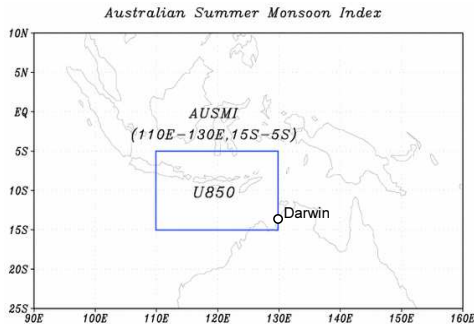 Australian Summer Monsoon Index
10N
5N
EQ
5S
10S
15S
20S
25S
AUSMI
(110E-130E,15S-5S)
U850
Darwin
90E 100E 110E 120E 130E 140E 150E 160E